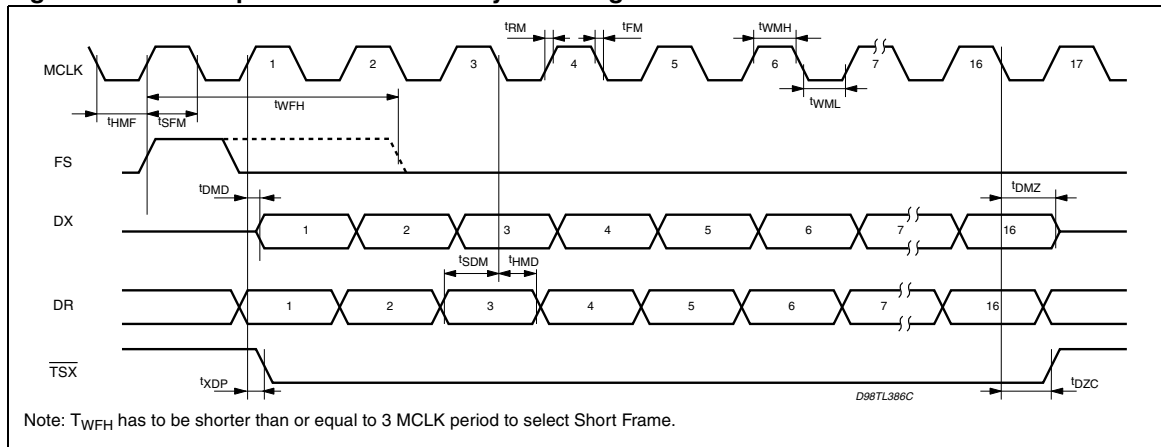 tRM tFM tWMH
MCLK 1 2 3 4 5 6 7 16 17
tWFH tWML
tHMF tSFM
FS
tDMD tDMZ
DX 1 2 3 4 5 6 7 16
tSDM tHMD
DR 1 2 3 4 5 6 7 16
TSX
tXDP tDZC
D98TL386C
Note: TWFH has to be shorter than or equal to 3 MCLK period to select Short Frame.